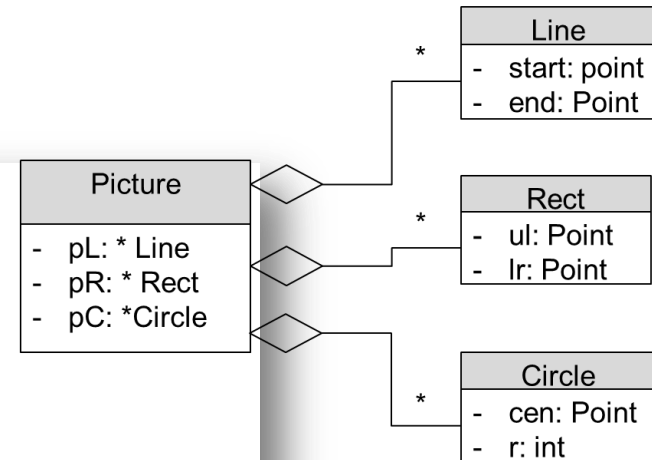 Picture
- pL: * Line
- pR: * Rect
- pC: *Circle
*
Line
- start: point
- end: Point
*
Rect
- ul: Point
- lr: Point
*
Circle
- cen: Point
- r: int